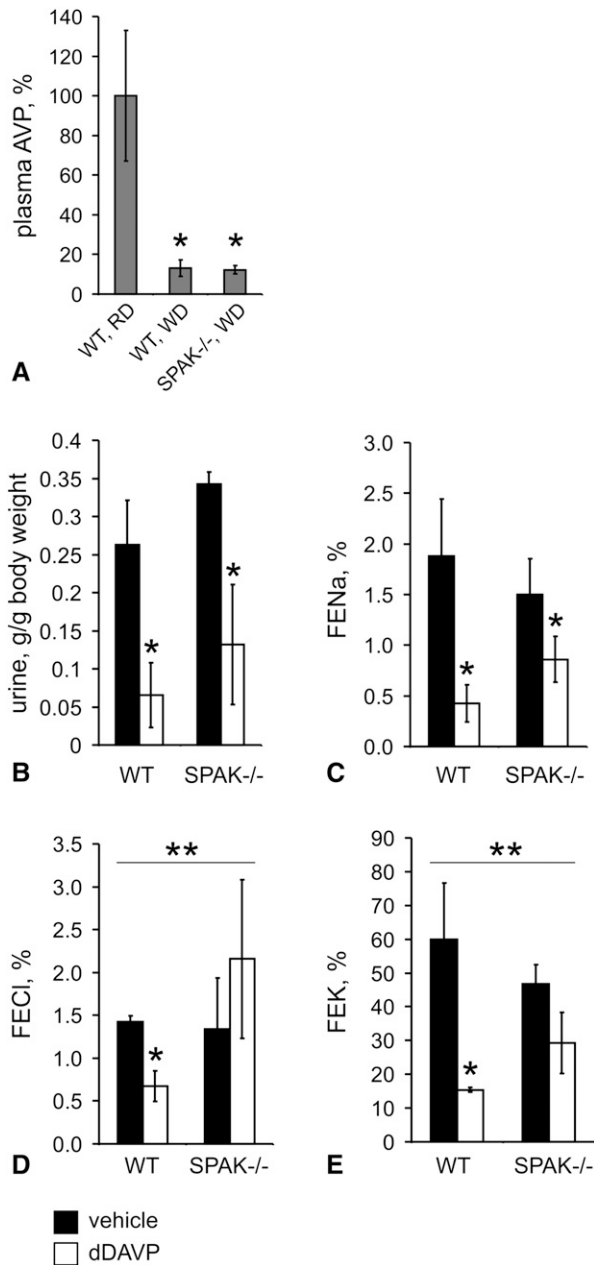 140
120
100
80
60
40
20
0
plasma AVP, %
* *
WT, RD
WT, WD
SPAK-/-, WD
A
0.4
0.35
0.3
0.25
0.2
0.15
0.1
0.05
0
urine, g/g body weight
*
*
WT SPAK-/-
B
3.0
2.5
2.0
1.5
1.0
0.5
0.0
FENa, %
*
*
WT SPAK-/-
C
3.5
3.0
2.5
2.0
1.5
1.0
0.5
0.0
FECl, %
**
*
WT SPAK-/-
D
90
80
70
60
50
40
30
20
10
0
FEK, %
**
*
WT SPAK-/-
E
vehicle
dDAVP